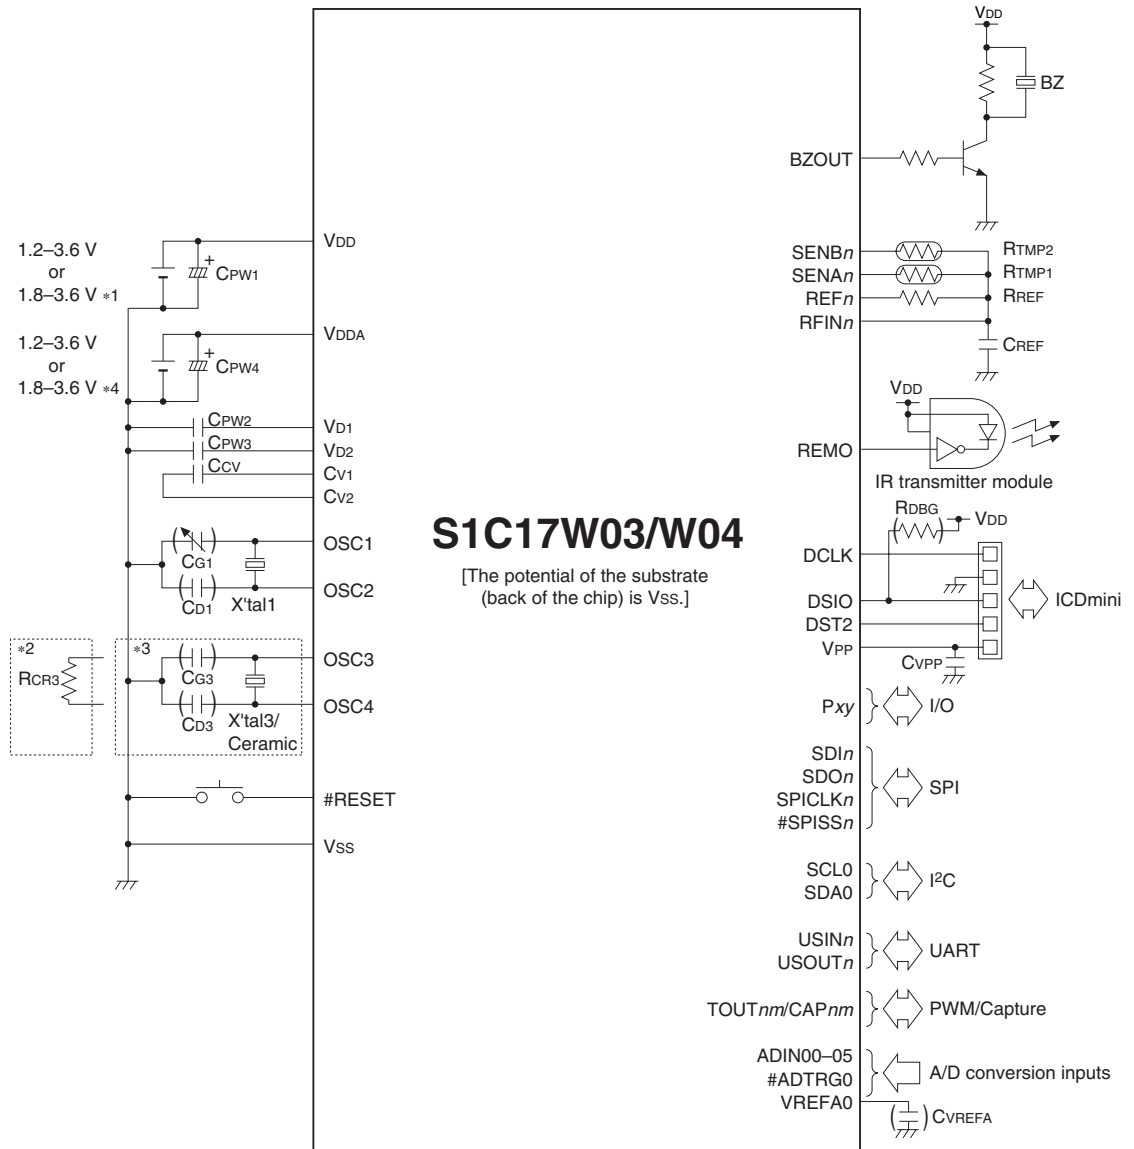 VDD
BZ
BZOUT
1.2–3.6 V
or
1.8–3.6 V *1
+
CPW1
VDD
SENBn
RTMP2
SENAn
RTMP1
REFn
RREF
RFINn
CREF
1.2–3.6 V
or
1.8–3.6 V *4
+
CPW4
VDDA
VDD
REMO
IR transmitter module
CPW2
VD1
CPW3
VD2
CCV
CV1
CV2
S1C17W03/W04
[The potential of the substrate
(back of the chip) is VSS.]
CG1
OSC1
CD1
X'tal1
OSC2
RDBG
VDD
DCLK
DSIO
DST2
VPP
CVPP
ICDmini
*2
RCR3
*3
CG3
OSC3
CD3
X'tal3/
Ceramic
OSC4
#RESET
VSS
Pxy
I/O
SDIn
SDOn
SPICLKn
#SPISSn
SPI
SCL0
SDA0
I2C
USINn
USOUTn
UART
TOUTnm/CAPnm
PWM/Capture
ADIN00–05
#ADTRG0
VREFA0
A/D conversion inputs
CVREFA